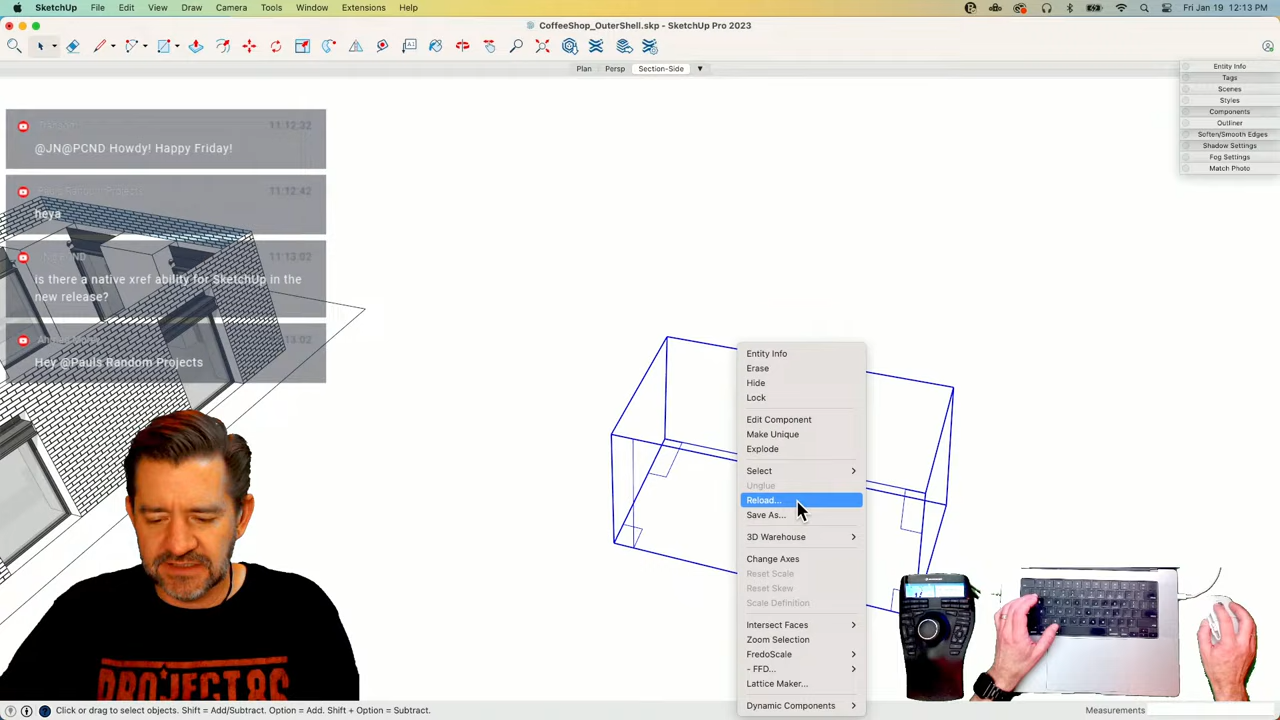 SketchUp File Edit View Draw Camera Tools Window Extensions Help Fri Jan 19 12:13 PM
CoffeeShop_OuterShell.skp - SketchUp Pro 2023
Plan Persp Section-Side
Entity Info
Tags
Scenes
Styles
Components
Outliner
Soften/Smooth Edges
Shadow Settings
Fog Settings
Match Photo
11:12:32
@JN@PCND Howdy! Happy Friday!
11:12:42
heya
11:13:02
is there a native xref ability for SketchUp in the
new release?
Hey @Pauls Random Projects
Entity Info
Erase
Hide
Lock
Edit Component
Make Unique
Explode
Select
Unglue
Reload...
Save As...
3D Warehouse
Change Axes
Reset Scale
Reset Skew
Scale Definition
Intersect Faces
Zoom Selection
FredoScale
- FFD...
Lattice Maker...
Dynamic Components
PROJECT86
Click or drag to select objects. Shift = Add/Subtract. Option = Add. Shift + Option = Subtract.
Measurements